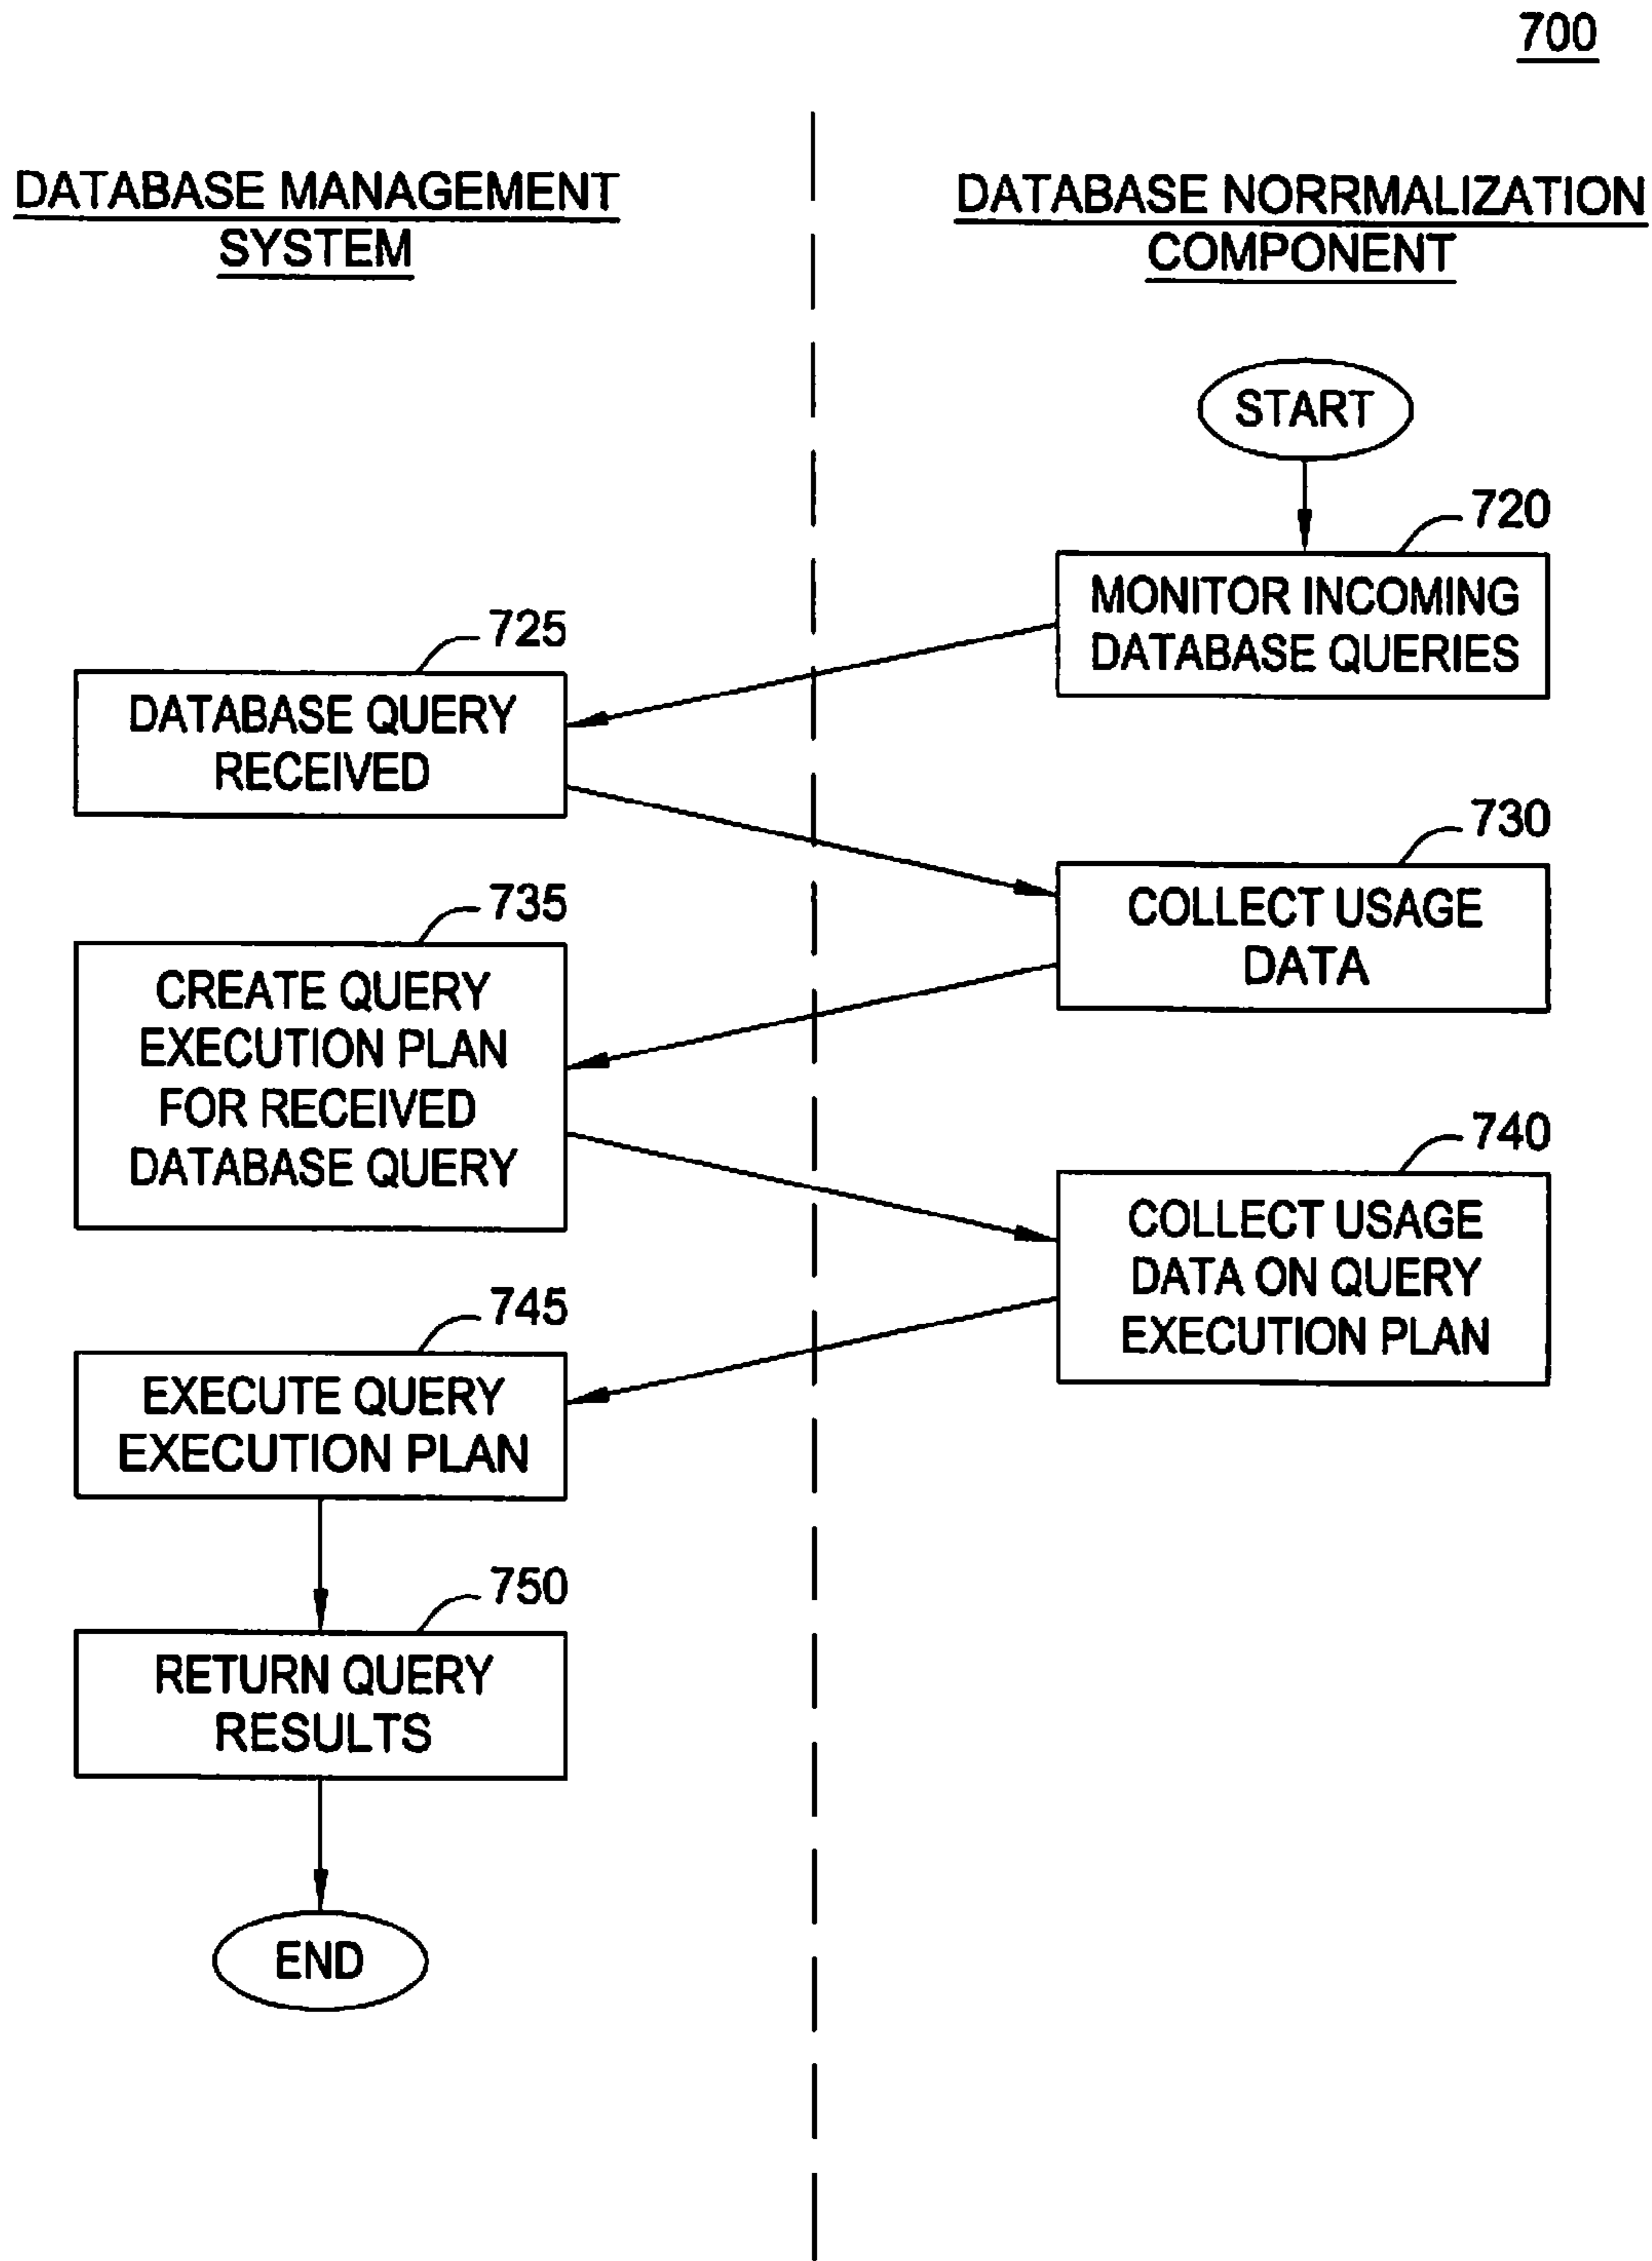 700
DATABASE MANAGEMENT
SYSTEM
DATABASE NORRMALIZATION
COMPONENT
START
720
MONITOR INCOMING
DATABASE QUERIES
725
DATABASE QUERY
RECEIVED
730
COLLECT USAGE
DATA
735
CREATE QUERY
EXECUTION PLAN
FOR RECEIVED
DATABASE QUERY
740
COLLECT USAGE
DATA ON QUERY
EXECUTION PLAN
745
EXECUTE QUERY
EXECUTION PLAN
750
RETURN QUERY
RESULTS
END